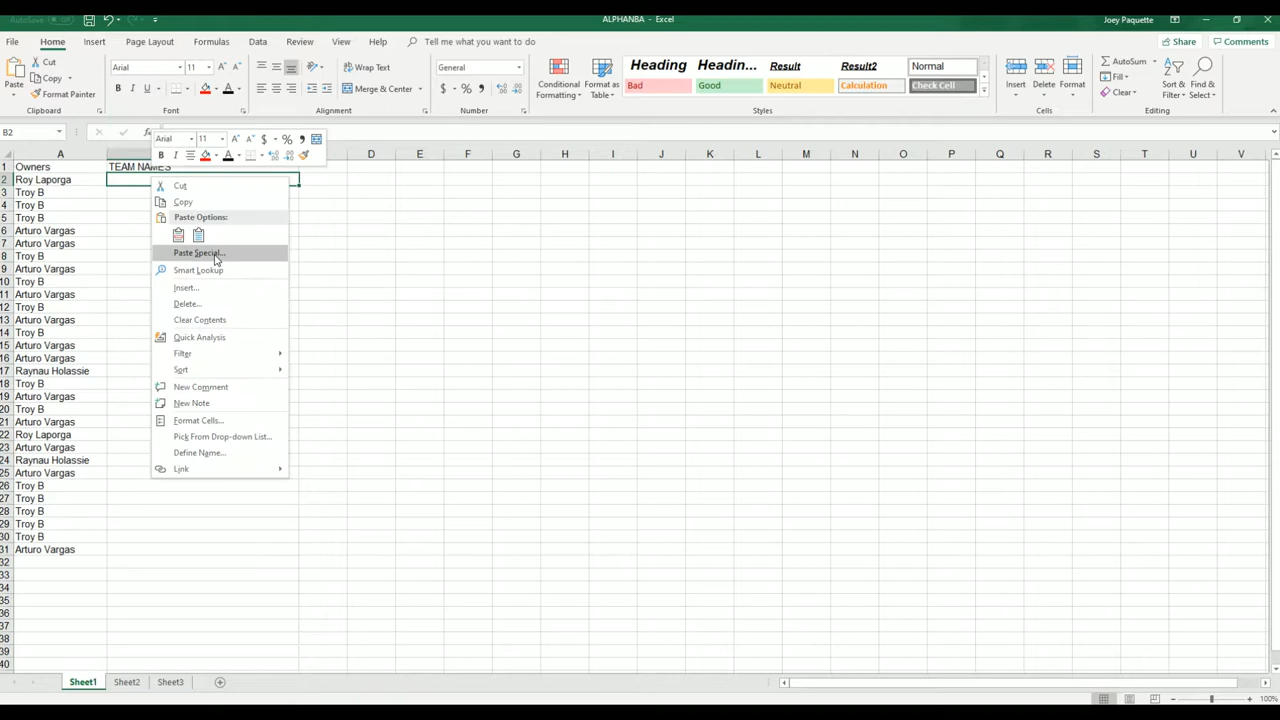 AutoSave Off
ALPHANBA - Excel
Joey Paquette
File Home Insert Page Layout Formulas Data Review View Help Tell me what you want to do Share Comments
Paste
Cut
Copy
Format Painter
Clipboard
Arial 11
B I U
Font
Wrap Text
Merge & Center
Alignment
General
$ % ,
Number
Conditional Formatting
Format as Table
Heading Headin... Result Result2 Normal
Bad Good Neutral Calculation Check Cell
Styles
Insert Delete Format
Cells
AutoSum
Fill
Clear
Sort & Filter
Find & Select
Editing
B2
fx
Arial 11 $ % ,
B I
A D E F G H I J K L M N O P Q R S T U V
1 Owners TEAM NAMES
2 Roy Laporga
3 Troy B
4 Troy B
5 Troy B
6 Arturo Vargas
7 Arturo Vargas
8 Troy B
9 Arturo Vargas
10 Troy B
11 Arturo Vargas
12 Troy B
13 Arturo Vargas
14 Troy B
15 Arturo Vargas
16 Arturo Vargas
17 Raynau Holassie
18 Troy B
19 Arturo Vargas
20 Troy B
21 Arturo Vargas
22 Roy Laporga
23 Arturo Vargas
24 Raynau Holassie
25 Arturo Vargas
26 Troy B
27 Troy B
28 Troy B
29 Troy B
30 Troy B
31 Arturo Vargas
32
33
34
35
36
37
38
39
40
Cut
Copy
Paste Options:
Paste Special...
Smart Lookup
Insert...
Delete...
Clear Contents
Quick Analysis
Filter
Sort
New Comment
New Note
Format Cells...
Pick From Drop-down List...
Define Name...
Link
Sheet1 Sheet2 Sheet3
100%